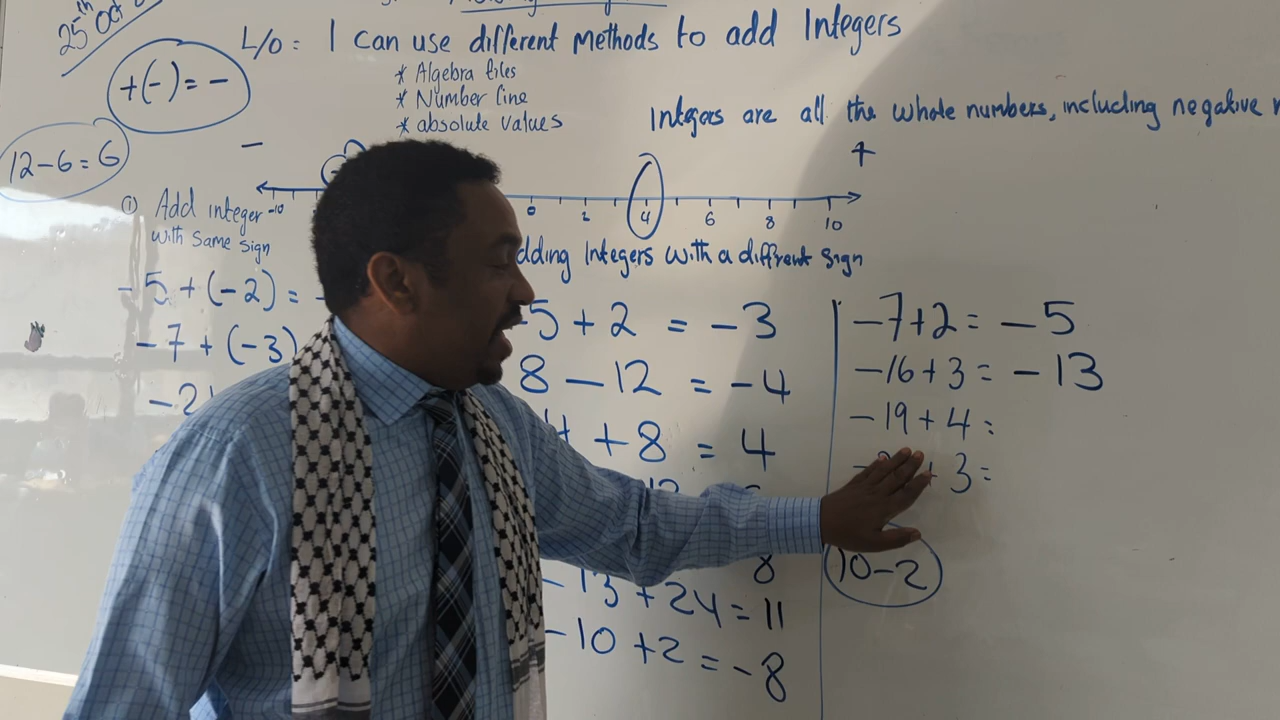 25th Oct
L/O = I can use different methods to add Integers
+(-) = -
* Algebra tiles
* Number line
* absolute values
Integers are all the whole numbers, including negative
12-6=6
- +
-10 0 2 4 6 8 10
① Add integer
with same sign
dding Integers with a different sign
-5 + (-2) =
-7 + (-3)
-2
-5 + 2 = -3
8 - 12 = -4
+ 8 = 4
8
-13 + 24 = 11
-10 + 2 = -8
-7+2= -5
-16+3= -13
-19+4=
+ 3=
10-2